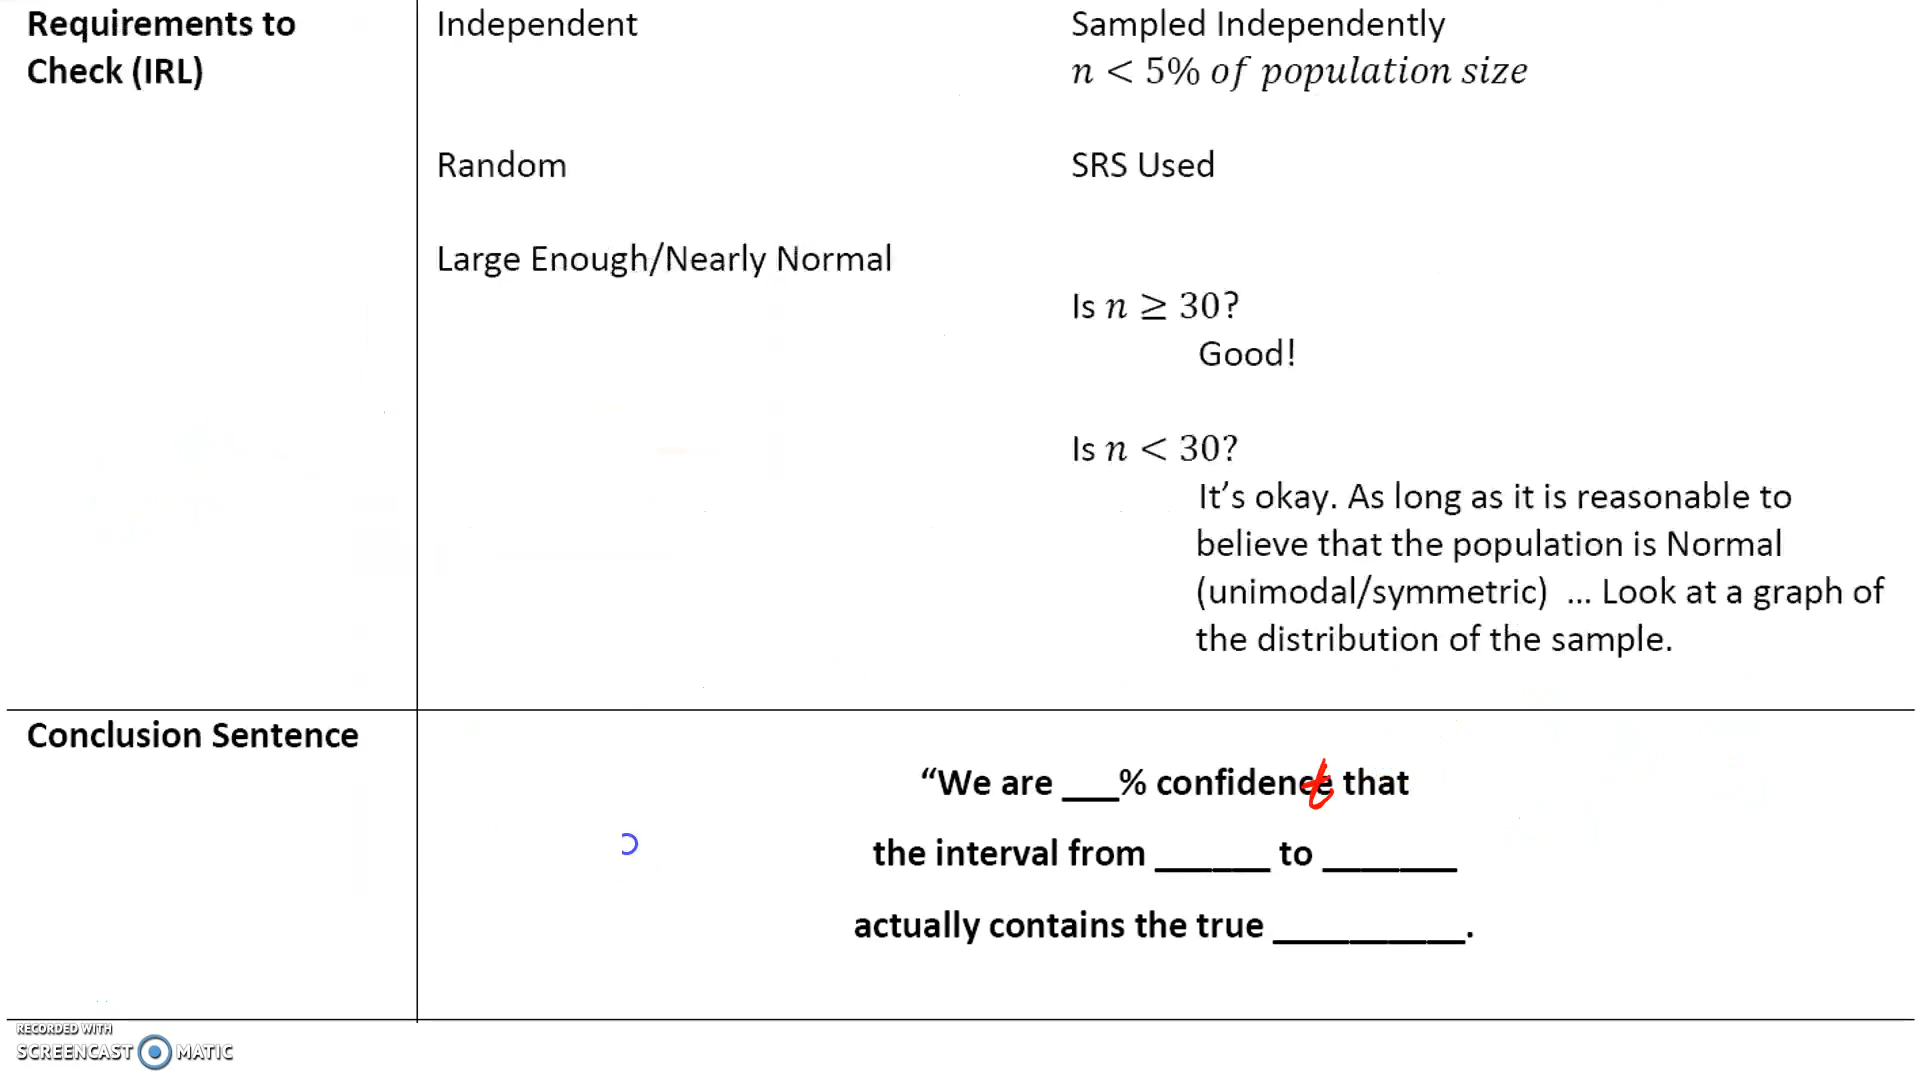 Requirements to
Check (IRL)
Independent
Sampled Independently
n < 5% of population size
Random
SRS Used
Large Enough/Nearly Normal
Is n ≥ 30?
Good!
Is n < 30?
It’s okay. As long as it is reasonable to
believe that the population is Normal
(unimodal/symmetric) ... Look at a graph of
the distribution of the sample.
Conclusion Sentence
“We are ___% confident that
the interval from ______ to _______
actually contains the true __________.
RECORDED WITH
SCREENCAST MATIC